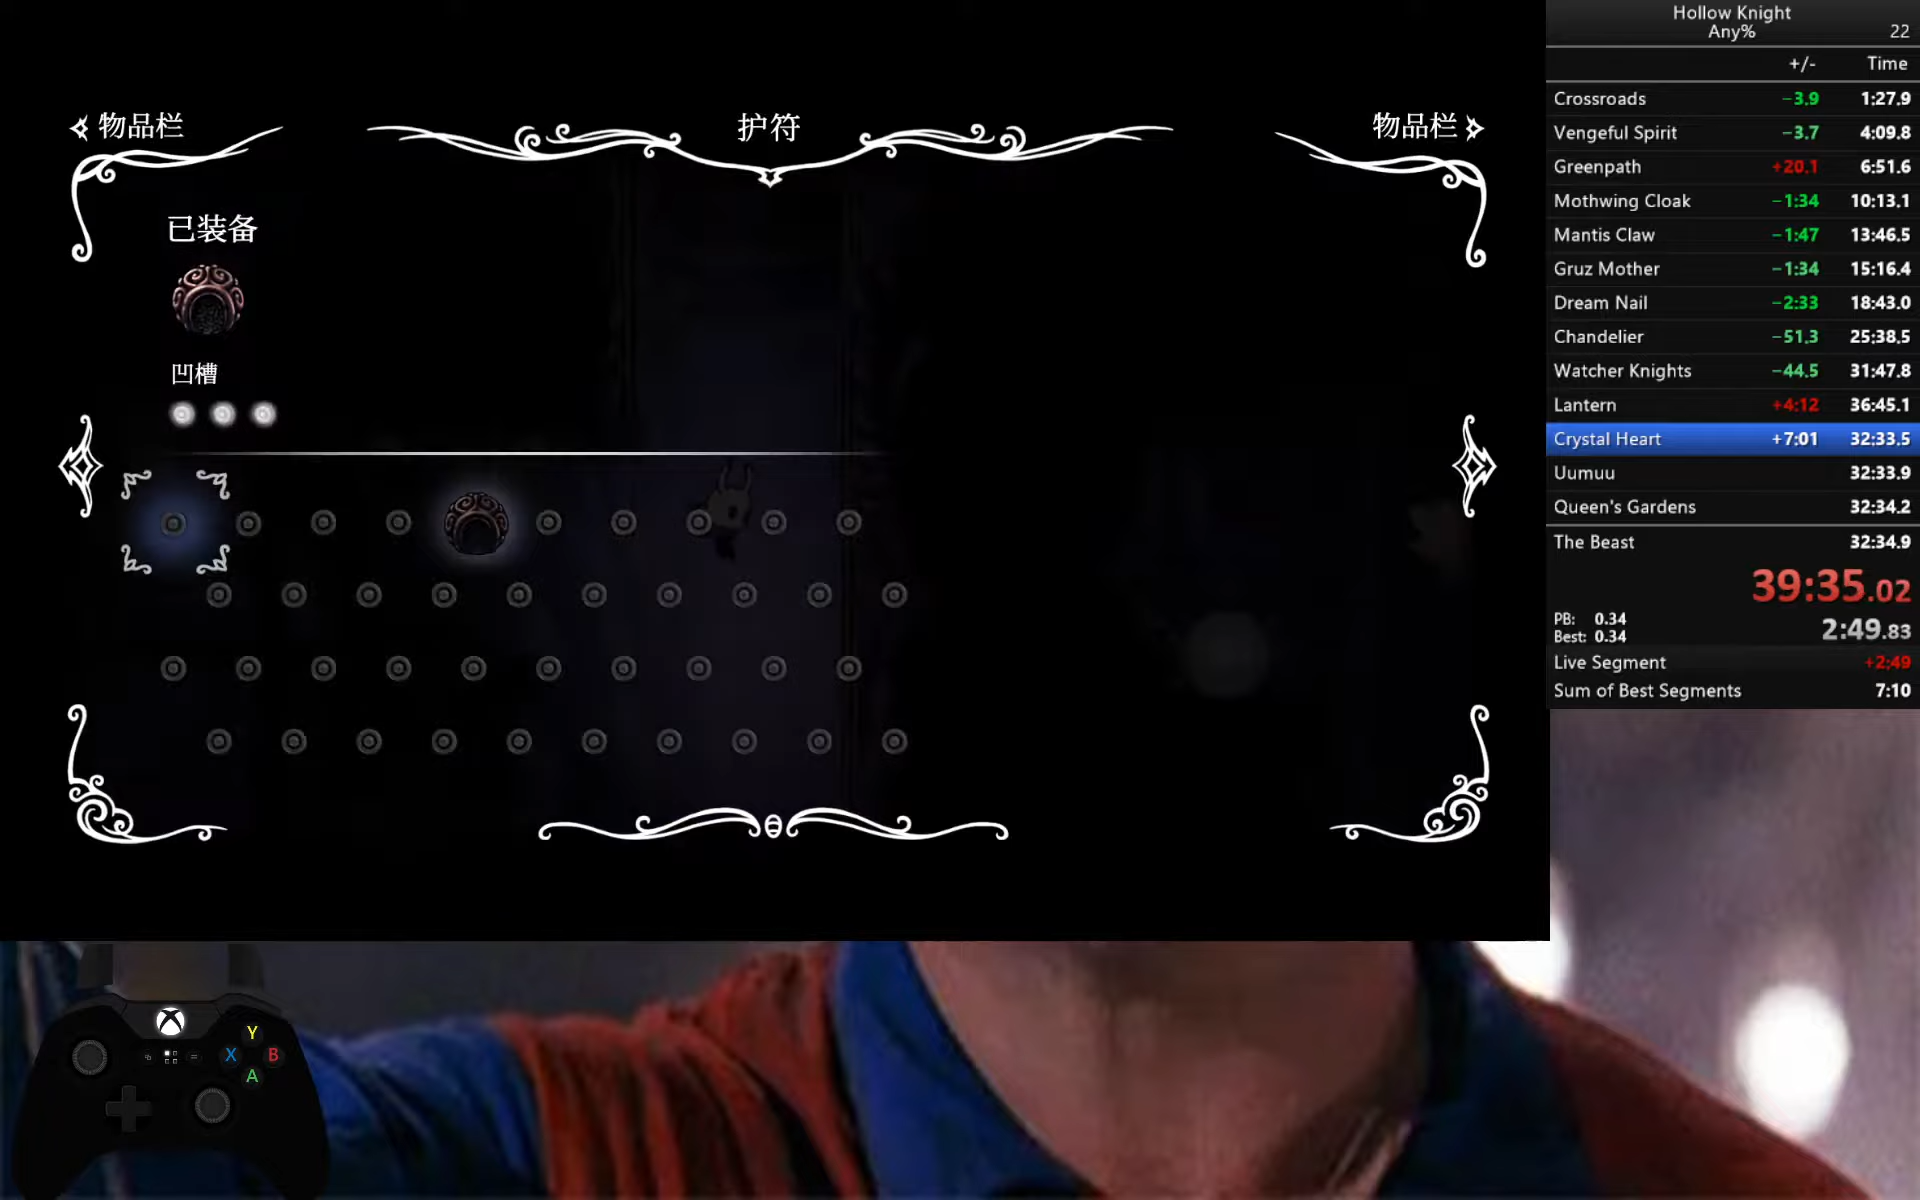 物品栏
护符
物品栏
已装备
凹槽
Hollow Knight
Any%
22
+/- Time
Crossroads −3.9 1:27.9
Vengeful Spirit −3.7 4:09.8
Greenpath +20.1 6:51.6
Mothwing Cloak −1:34 10:13.1
Mantis Claw −1:47 13:46.5
Gruz Mother −1:34 15:16.4
Dream Nail −2:33 18:43.0
Chandelier −51.3 25:38.5
Watcher Knights −44.5 31:47.8
Lantern +4:12 36:45.1
Crystal Heart +7:01 32:33.5
Uumuu 32:33.9
Queen's Gardens 32:34.2
The Beast 32:34.9
39:35.02
PB: 0.34
Best: 0.34
2:49.83
Live Segment +2:49
Sum of Best Segments 7:10
Y
X B
A